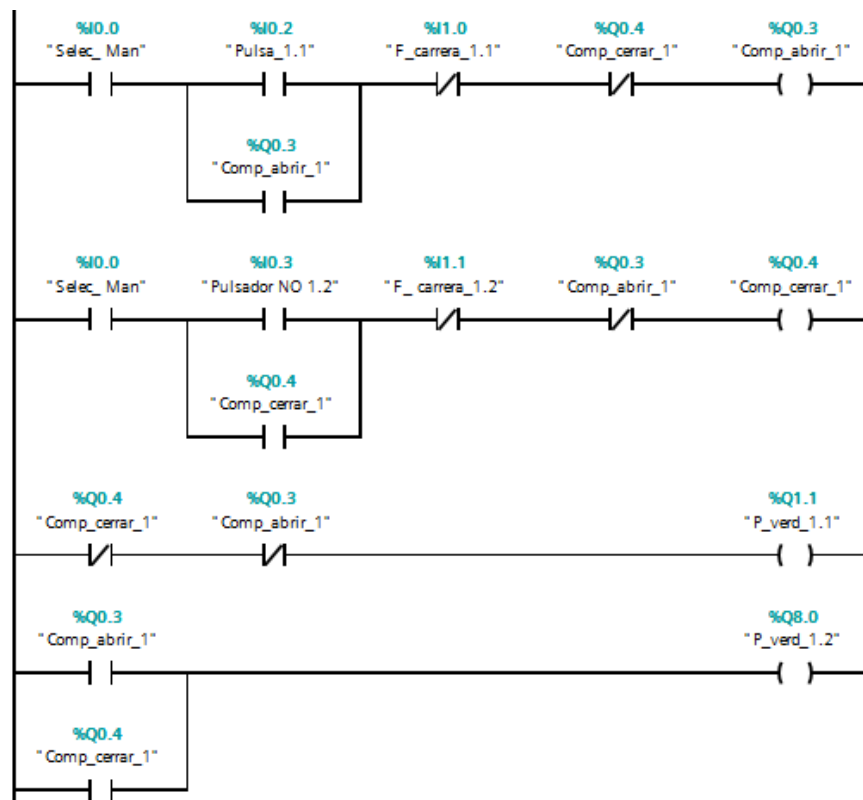 %I0.0 %I0.2 %I1.0 %Q0.4 %Q0.3
"Selec_ Man" "Pulsa_1.1" "F_carrera_1.1" "Comp_cerrar_1" "Comp_abrir_1"
%Q0.3
"Comp_abrir_1"
%I0.0 %I0.3 %I1.1 %Q0.3 %Q0.4
"Selec_ Man" "Pulsador NO 1.2" "F_ carrera_1.2" "Comp_abrir_1" "Comp_cerrar_1"
%Q0.4
"Comp_cerrar_1"
%Q0.4 %Q0.3 %Q1.1
"Comp_cerrar_1" "Comp_abrir_1" "P_verd_1.1"
%Q0.3 %Q8.0
"Comp_abrir_1" "P_verd_1.2"
%Q0.4
"Comp_cerrar_1"